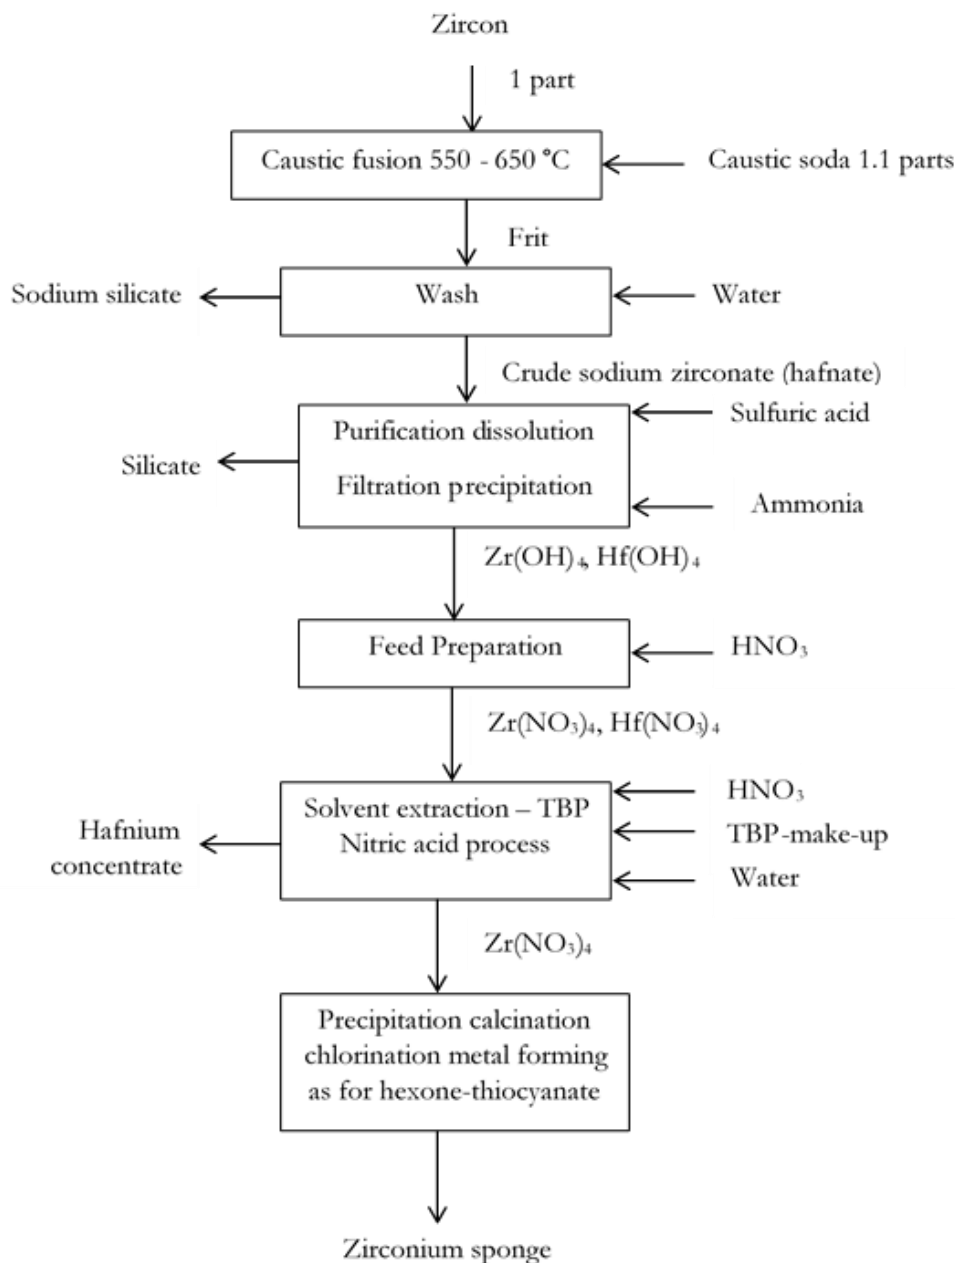 Zircon
1 part
Caustic fusion 550 - 650 °C
Caustic soda 1.1 parts
Frit
Sodium silicate
Wash
Water
Crude sodium zirconate (hafnate)
Purification dissolution
Filtration precipitation
Sulfuric acid
Silicate
Ammonia
Zr(OH)₄, Hf(OH)₄
Feed Preparation
HNO₃
Zr(NO₃)₄, Hf(NO₃)₄
Solvent extraction – TBP
Nitric acid process
HNO₃
TBP-make-up
Water
Hafnium
concentrate
Zr(NO₃)₄
Precipitation calcination
chlorination metal forming
as for hexone-thiocyanate
Zirconium sponge